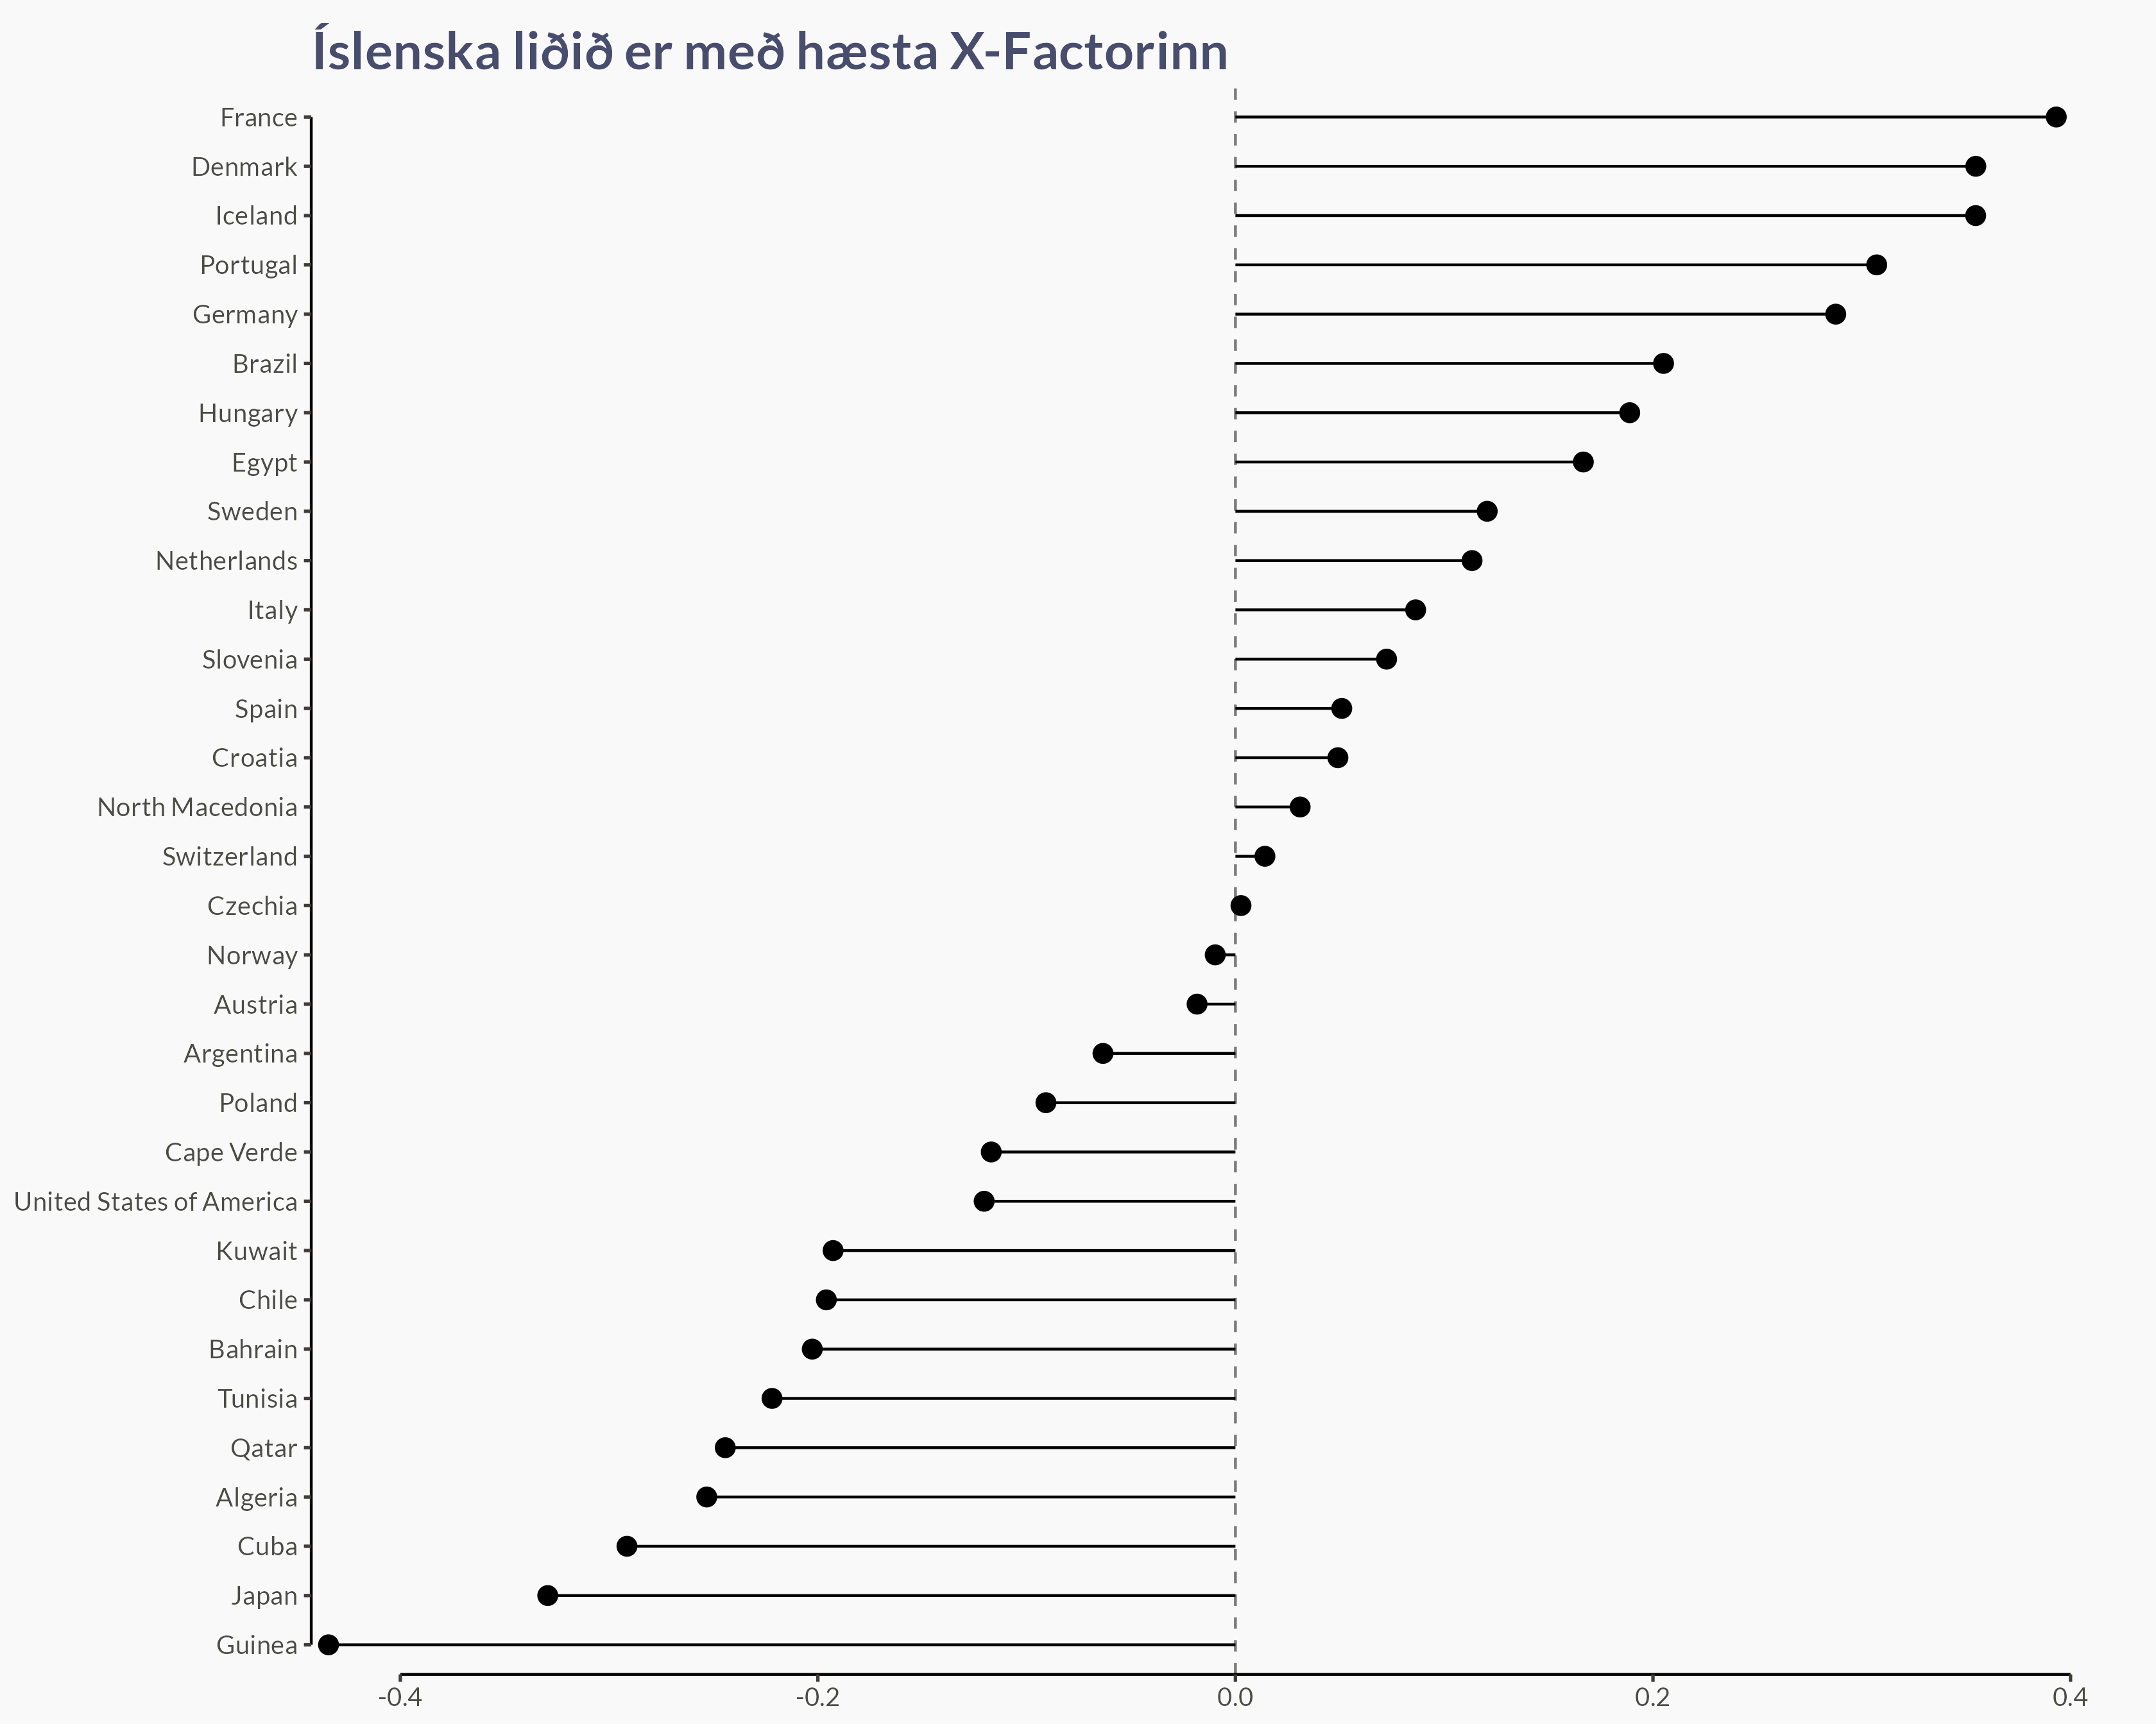 Íslenska liðið er með hæsta X-Factorinn
France
Denmark
Iceland
Portugal
Germany
Brazil
Hungary
Egypt
Sweden
Netherlands
Italy
Slovenia
Spain
Croatia
North Macedonia
Switzerland
Czechia
Norway
Austria
Argentina
Poland
Cape Verde
United States of America
Kuwait
Chile
Bahrain
Tunisia
Qatar
Algeria
Cuba
Japan
Guinea
-0.4 -0.2 0.0 0.2 0.4